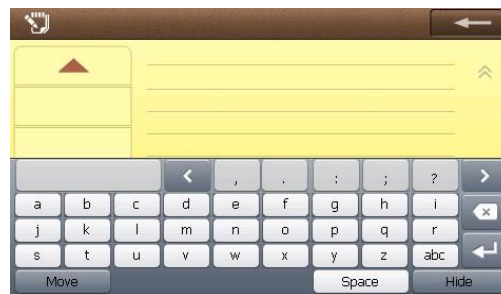 , . : ; ?
a b c d e f g h i
j k l m n o p q r
s t u v w x y z abc
Move Space Hide